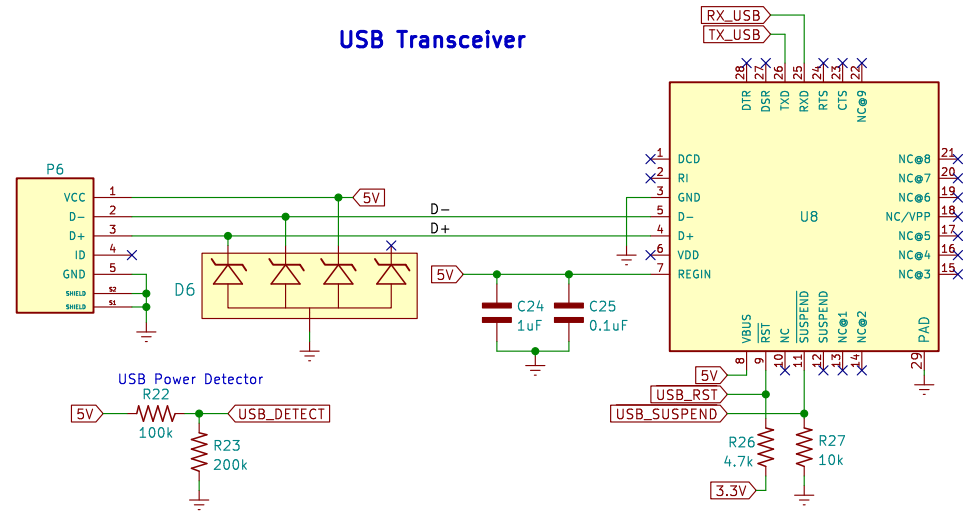 USB Transceiver
RX_USB
TX_USB
28 27 26 25 24 23 22
DTR DSR TXD RXD RTS CTS NC@9
1 DCD
2 RI
3 GND
5 D-
4 D+
6 VDD
7 REGIN
U8
NC@8 21
NC@7 20
NC@6 19
NC/VPP 18
NC@5 17
NC@4 16
NC@3 15
VBUS RST NC SUSPEND SUSPEND NC@1 NC@2 PAD
8 9 10 11 12 13 14 29
P6
VCC 1
D- 2
D+ 3
ID 4
GND 5
SHIELD S2
SHIELD S1
5V
D-
D+
D6
5V
C24
1uF
C25
0.1uF
5V
USB_RST
USB_SUSPEND
R26
4.7k
R27
10k
3.3V
USB Power Detector
R22
5V
100k
USB_DETECT
R23
200k